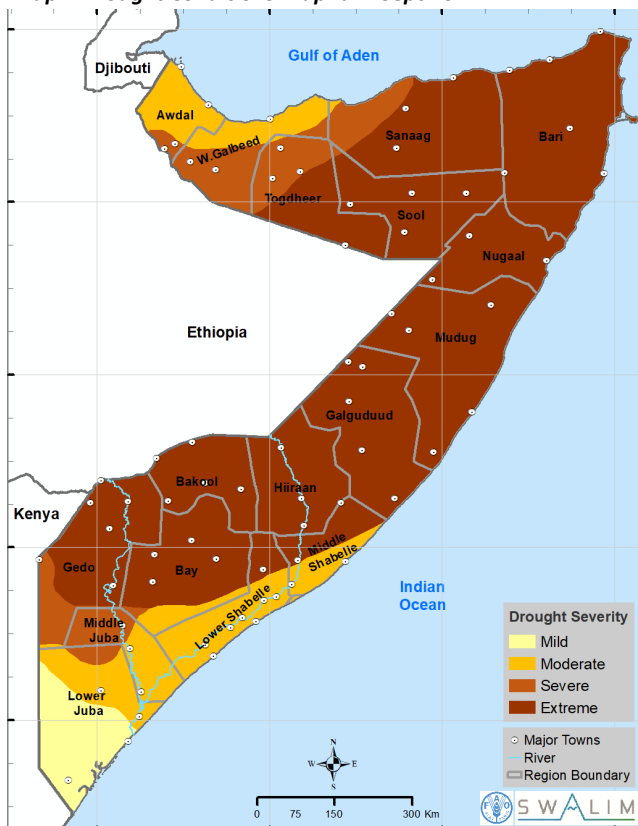 Djibouti
Gulf of Aden
Awdal
Sanaag
Bari
W.Galbeed
Togdheer
Sool
Nugaal
Ethiopia
Mudug
Galguduud
Bakool
Hiiraan
Kenya
Gedo
Bay
Middle
Shabelle
Indian
Ocean
Lower Shabelle
Middle
Juba
Lower
Juba
Drought Severity
Mild
Moderate
Severe
Extreme
Major Towns
River
Region Boundary
N
W E
S
0 75 150 300 Km
FAO
SWALIM